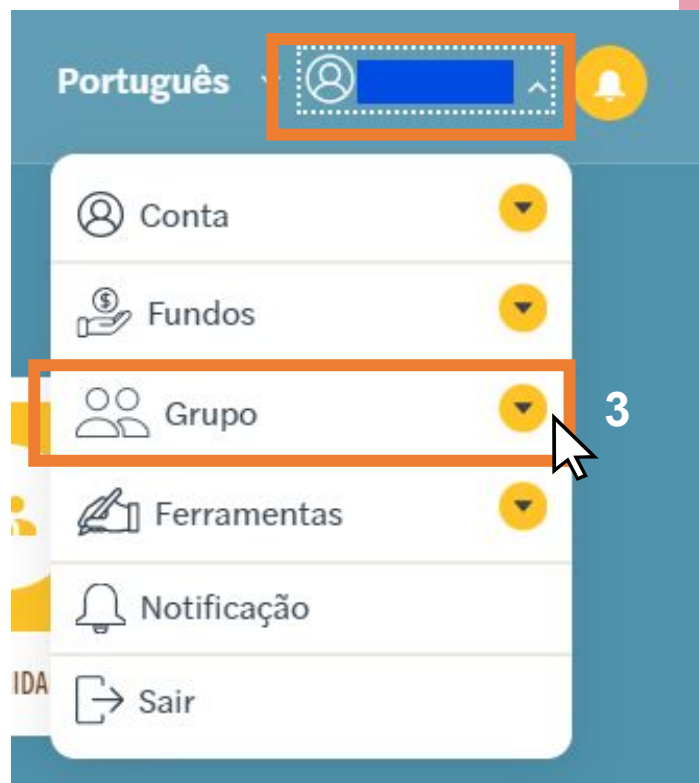 Português
Conta
Fundos
Grupo
3
Ferramentas
Notificação
IDA
Sair